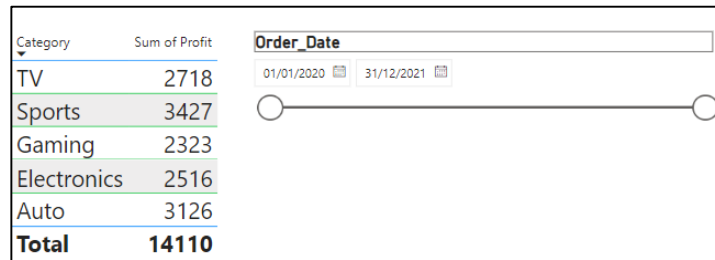 Category Sum of Profit
TV 2718
Sports 3427
Gaming 2323
Electronics 2516
Auto 3126
Total 14110
Order_Date
01/01/2020 31/12/2021